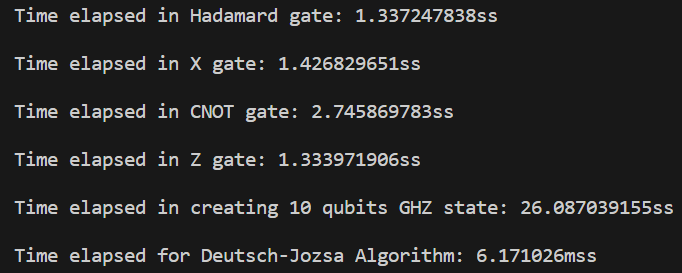 Time elapsed in Hadamard gate: 1.337247838ss
Time elapsed in X gate: 1.426829651ss
Time elapsed in CNOT gate: 2.745869783ss
Time elapsed in Z gate: 1.333971906ss
Time elapsed in creating 10 qubits GHZ state: 26.087039155ss
Time elapsed for Deutsch-Jozsa Algorithm: 6.171026mss